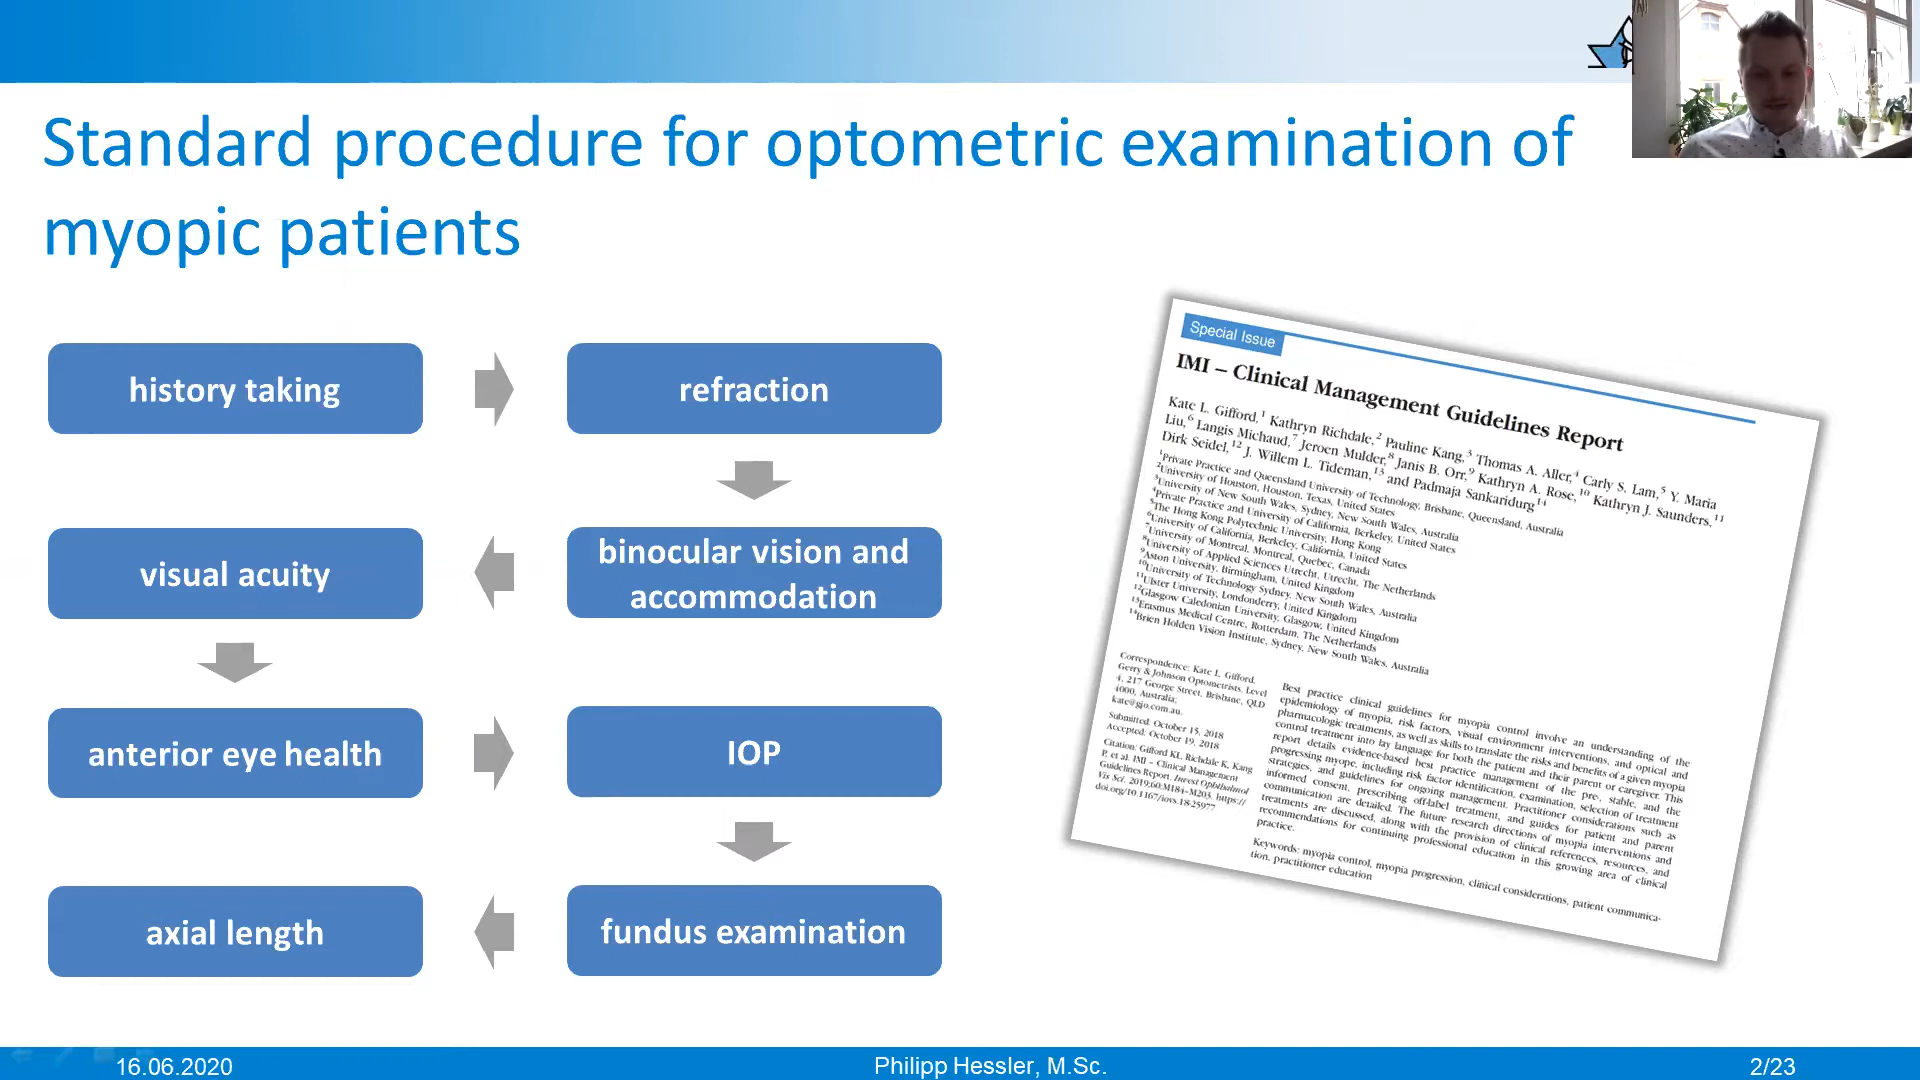 Standard procedure for optometric examination of
myopic patients
history taking
refraction
binocular vision and
accommodation
visual acuity
anterior eye health
IOP
fundus examination
axial length
Special Issue
IMI – Clinical Management Guidelines Report
Kate L. Gifford,1 Kathryn Richdale,2 Pauline Kang,3 Thomas A. Aller,4 Carly S. Lam,5 Y. Maria
Liu,6 Langis Michaud,7 Jeroen Mulder,8 Janis B. Orr,9 Kathryn A. Rose,10 Kathryn J. Saunders,11
Dirk Seidel,12 J. Willem L. Tideman,13 and Padmaja Sankaridurg14
1Private Practice and Queensland University of Technology, Brisbane, Queensland, Australia
2University of Houston, Houston, Texas, United States
3University of New South Wales, Sydney, New South Wales, Australia
4Private Practice and University of California, Berkeley, United States
5The Hong Kong Polytechnic University, Hong Kong
6University of California, Berkeley, California, United States
7University of Montreal, Montreal, Quebec, Canada
8University of Applied Sciences Utrecht, Utrecht, The Netherlands
9Aston University, Birmingham, United Kingdom
10University of Technology Sydney, New South Wales, Australia
11Ulster University, Londonderry, United Kingdom
12Glasgow Caledonian University, Glasgow, United Kingdom
13Erasmus Medical Centre, Rotterdam, The Netherlands
14Brien Holden Vision Institute, Sydney, New South Wales, Australia
Correspondence: Kate L. Gifford,
Gerry & Johnson Optometrists, Level
4, 217 George Street, Brisbane, QLD
4000, Australia;
kate@gjo.com.au.
Submitted: October 15, 2018
Accepted: October 19, 2018
Citation: Gifford KL, Richdale K, Kang
P, et al. IMI – Clinical Management
Guidelines Report. Invest Ophthalmol
Vis Sci. 2019;60:M184–M203. https://
doi.org/10.1167/iovs.18-25977
Best practice clinical guidelines for myopia control involve an understanding of the
epidemiology of myopia, risk factors, visual environment interventions, and optical and
pharmacologic treatments, as well as skills to translate the risks and benefits of a given myopia
control treatment into lay language for both the patient and their parent or caregiver. This
report details evidence-based best practice management of the pre-, stable, and the
progressing myope, including risk factor identification, examination, selection of treatment
strategies, and guidelines for ongoing management. Practitioner considerations such as
informed consent, prescribing off-label treatment, and guides for patient and parent
communication are detailed. The future research directions of myopia interventions and
treatments are discussed, along with the provision of clinical references, resources, and
recommendations for continuing professional education in this growing area of clinical
practice.
Keywords: myopia control, myopia progression, clinical considerations, patient communica-
tion, practitioner education
16.06.2020
Philipp Hessler, M.Sc.
2/23